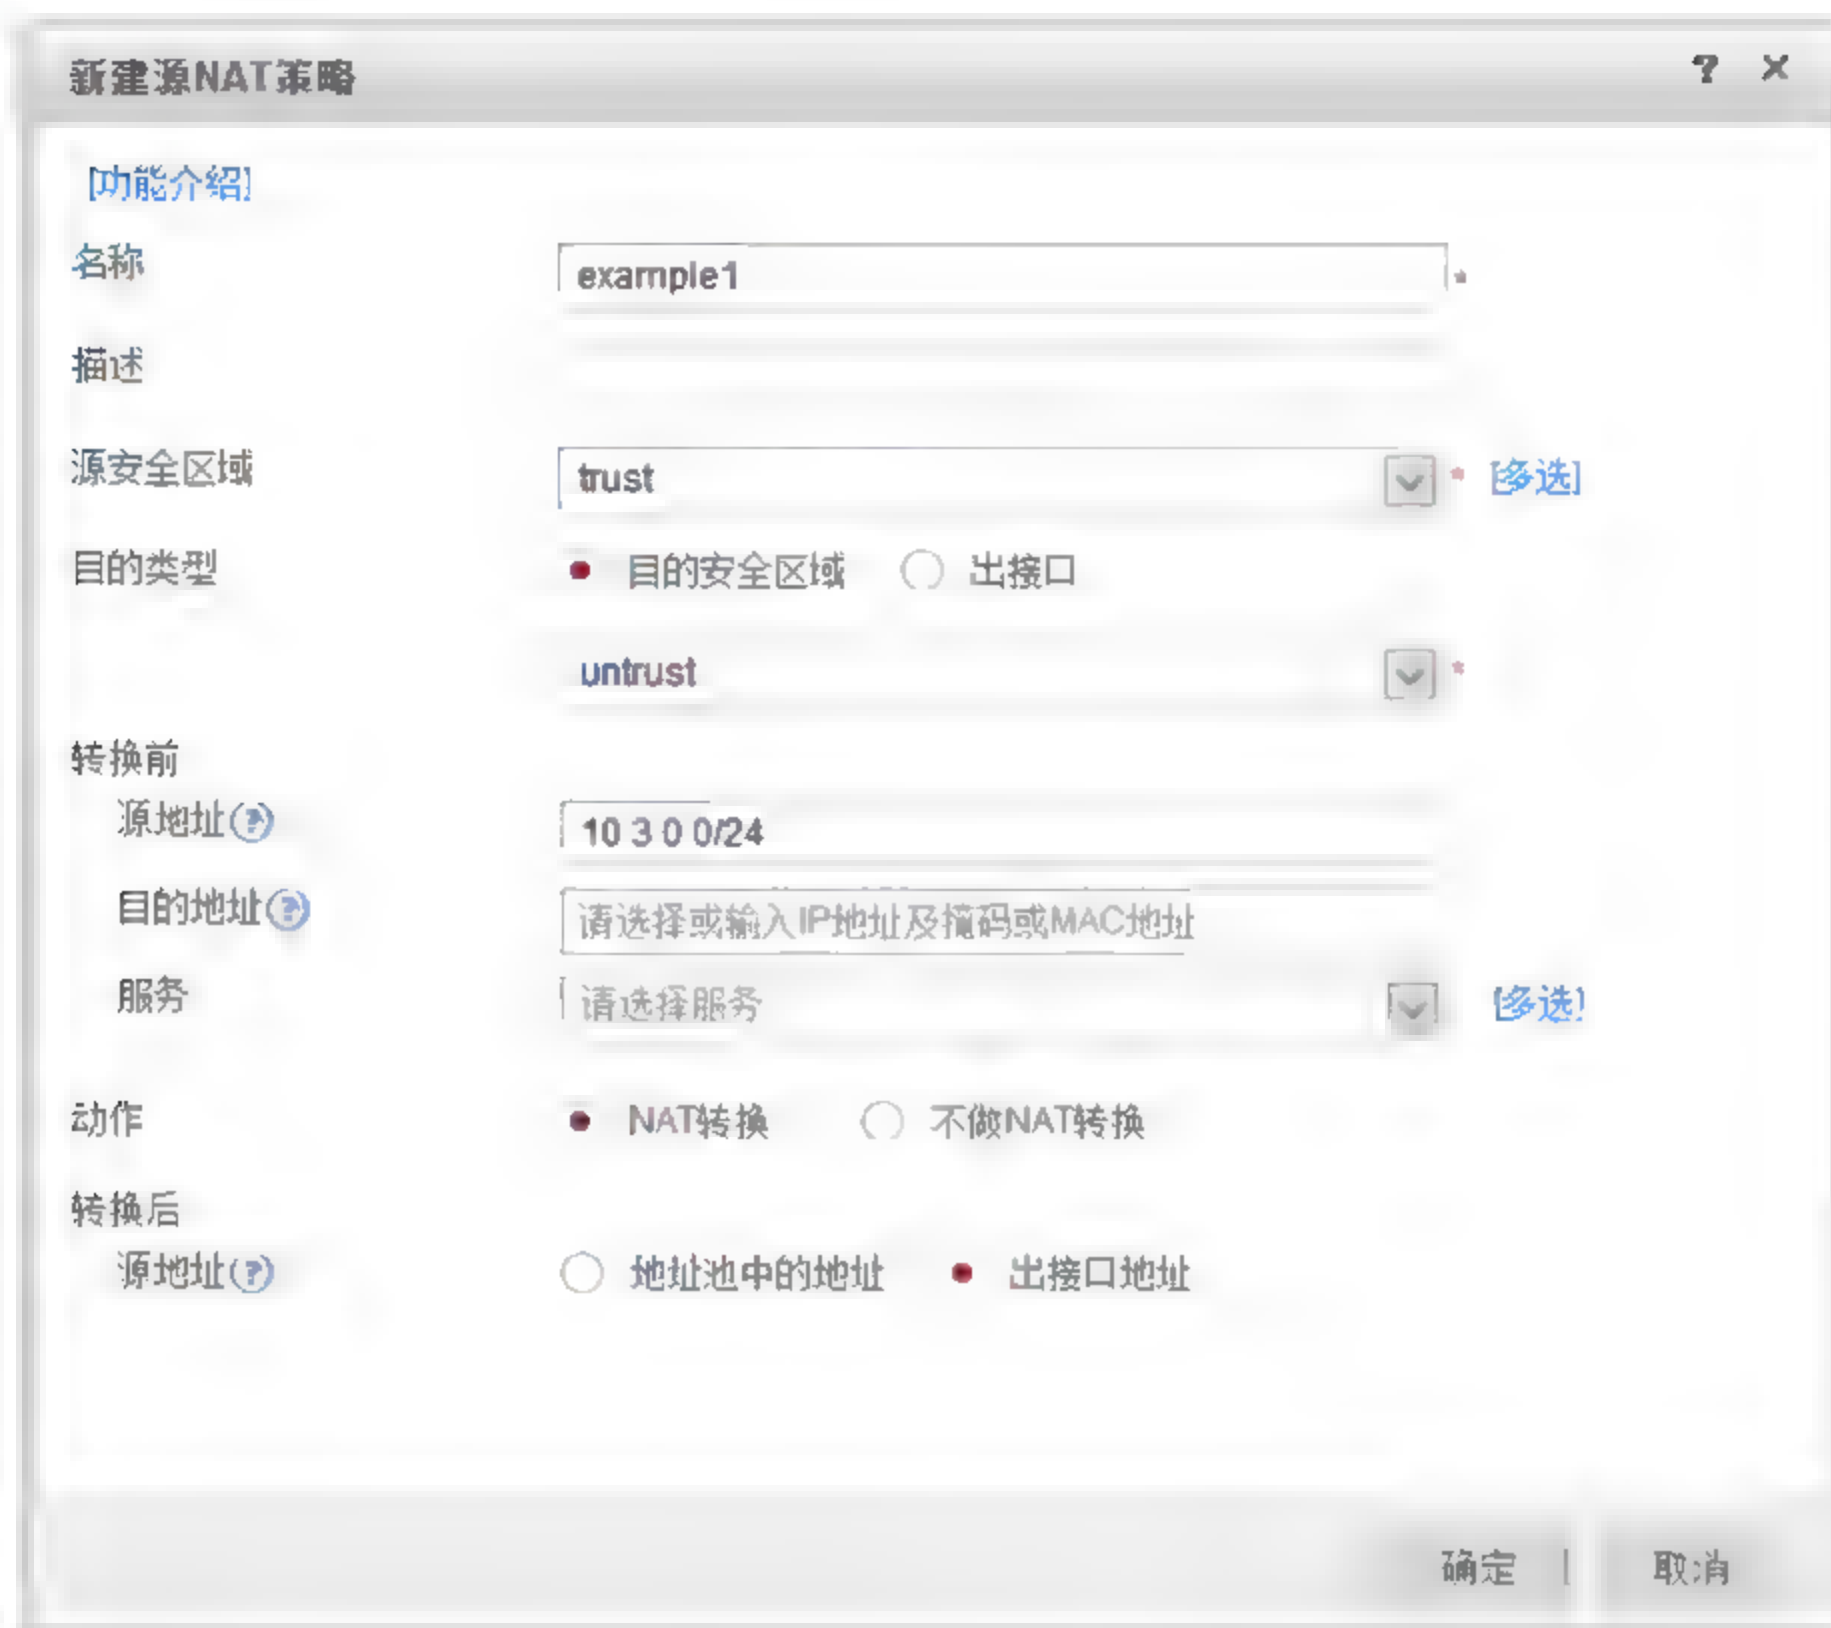 新建源NAT策略 ? ×
[功能介绍]
名称 example1 *
描述
源安全区域 trust * [多选]
目的类型 目的安全区域 出接口
untrust *
转换前
源地址(?) 10 3 0 0/24
目的地址(?) 请选择或输入IP地址及掩码或MAC地址
服务 请选择服务 [多选]
动作 NAT转换 不做NAT转换
转换后
源地址(?) 地址池中的地址 出接口地址
确定 取消